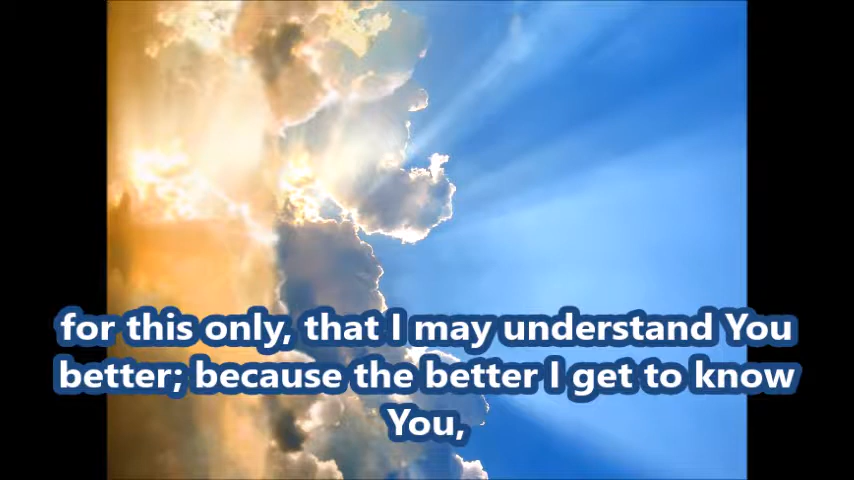 for this only, that I may understand You
better; because the better I get to know
You,